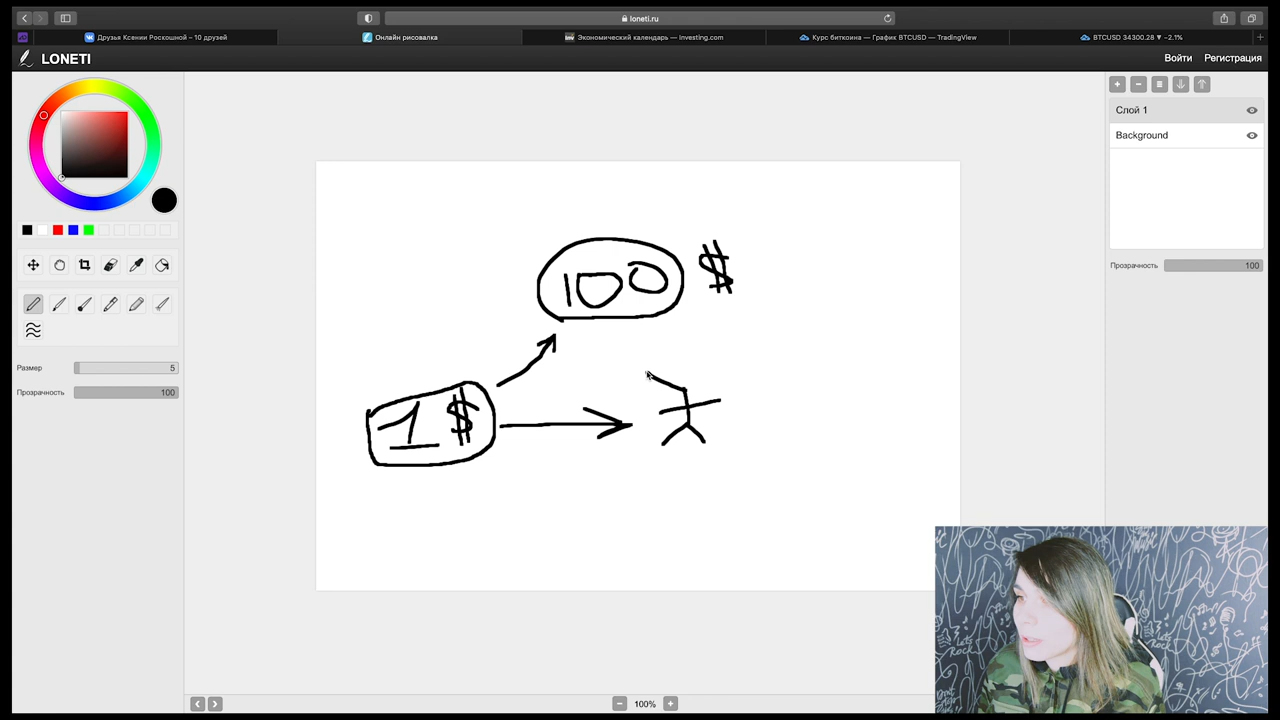 loneti.ru
Друзья Ксении Роскошной – 10 друзей
Онлайн рисовалка
Экономический календарь — Investing.com
Курс биткоина — График BTCUSD — TradingView
BTCUSD 34300.28 ▼ −2.1%
LONETI
Войти
Регистрация
Слой 1
Background
Прозрачность 100
Размер 5
Прозрачность 100
100 $
1 $
100%